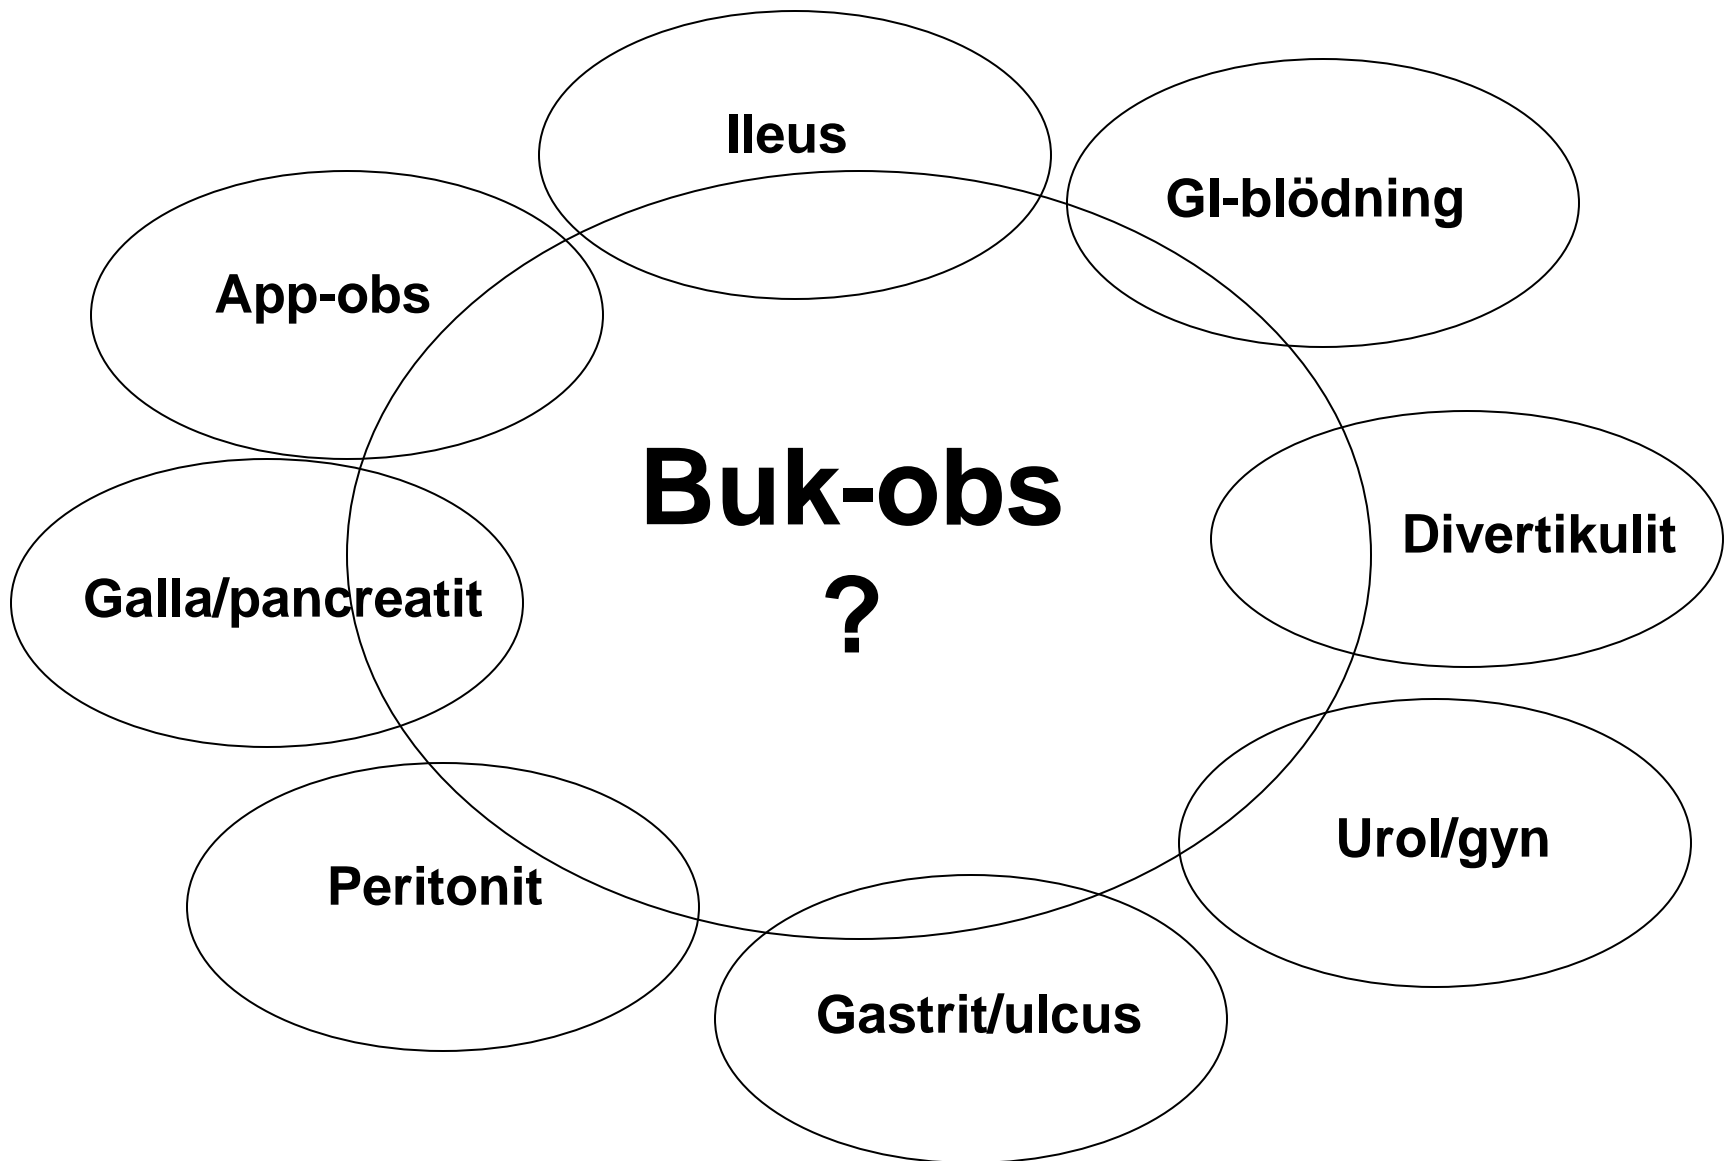 Ileus
GI-blödning
App-obs
Buk-obs
?
Divertikulit
Galla/pancreatit
Urol/gyn
Peritonit
Gastrit/ulcus